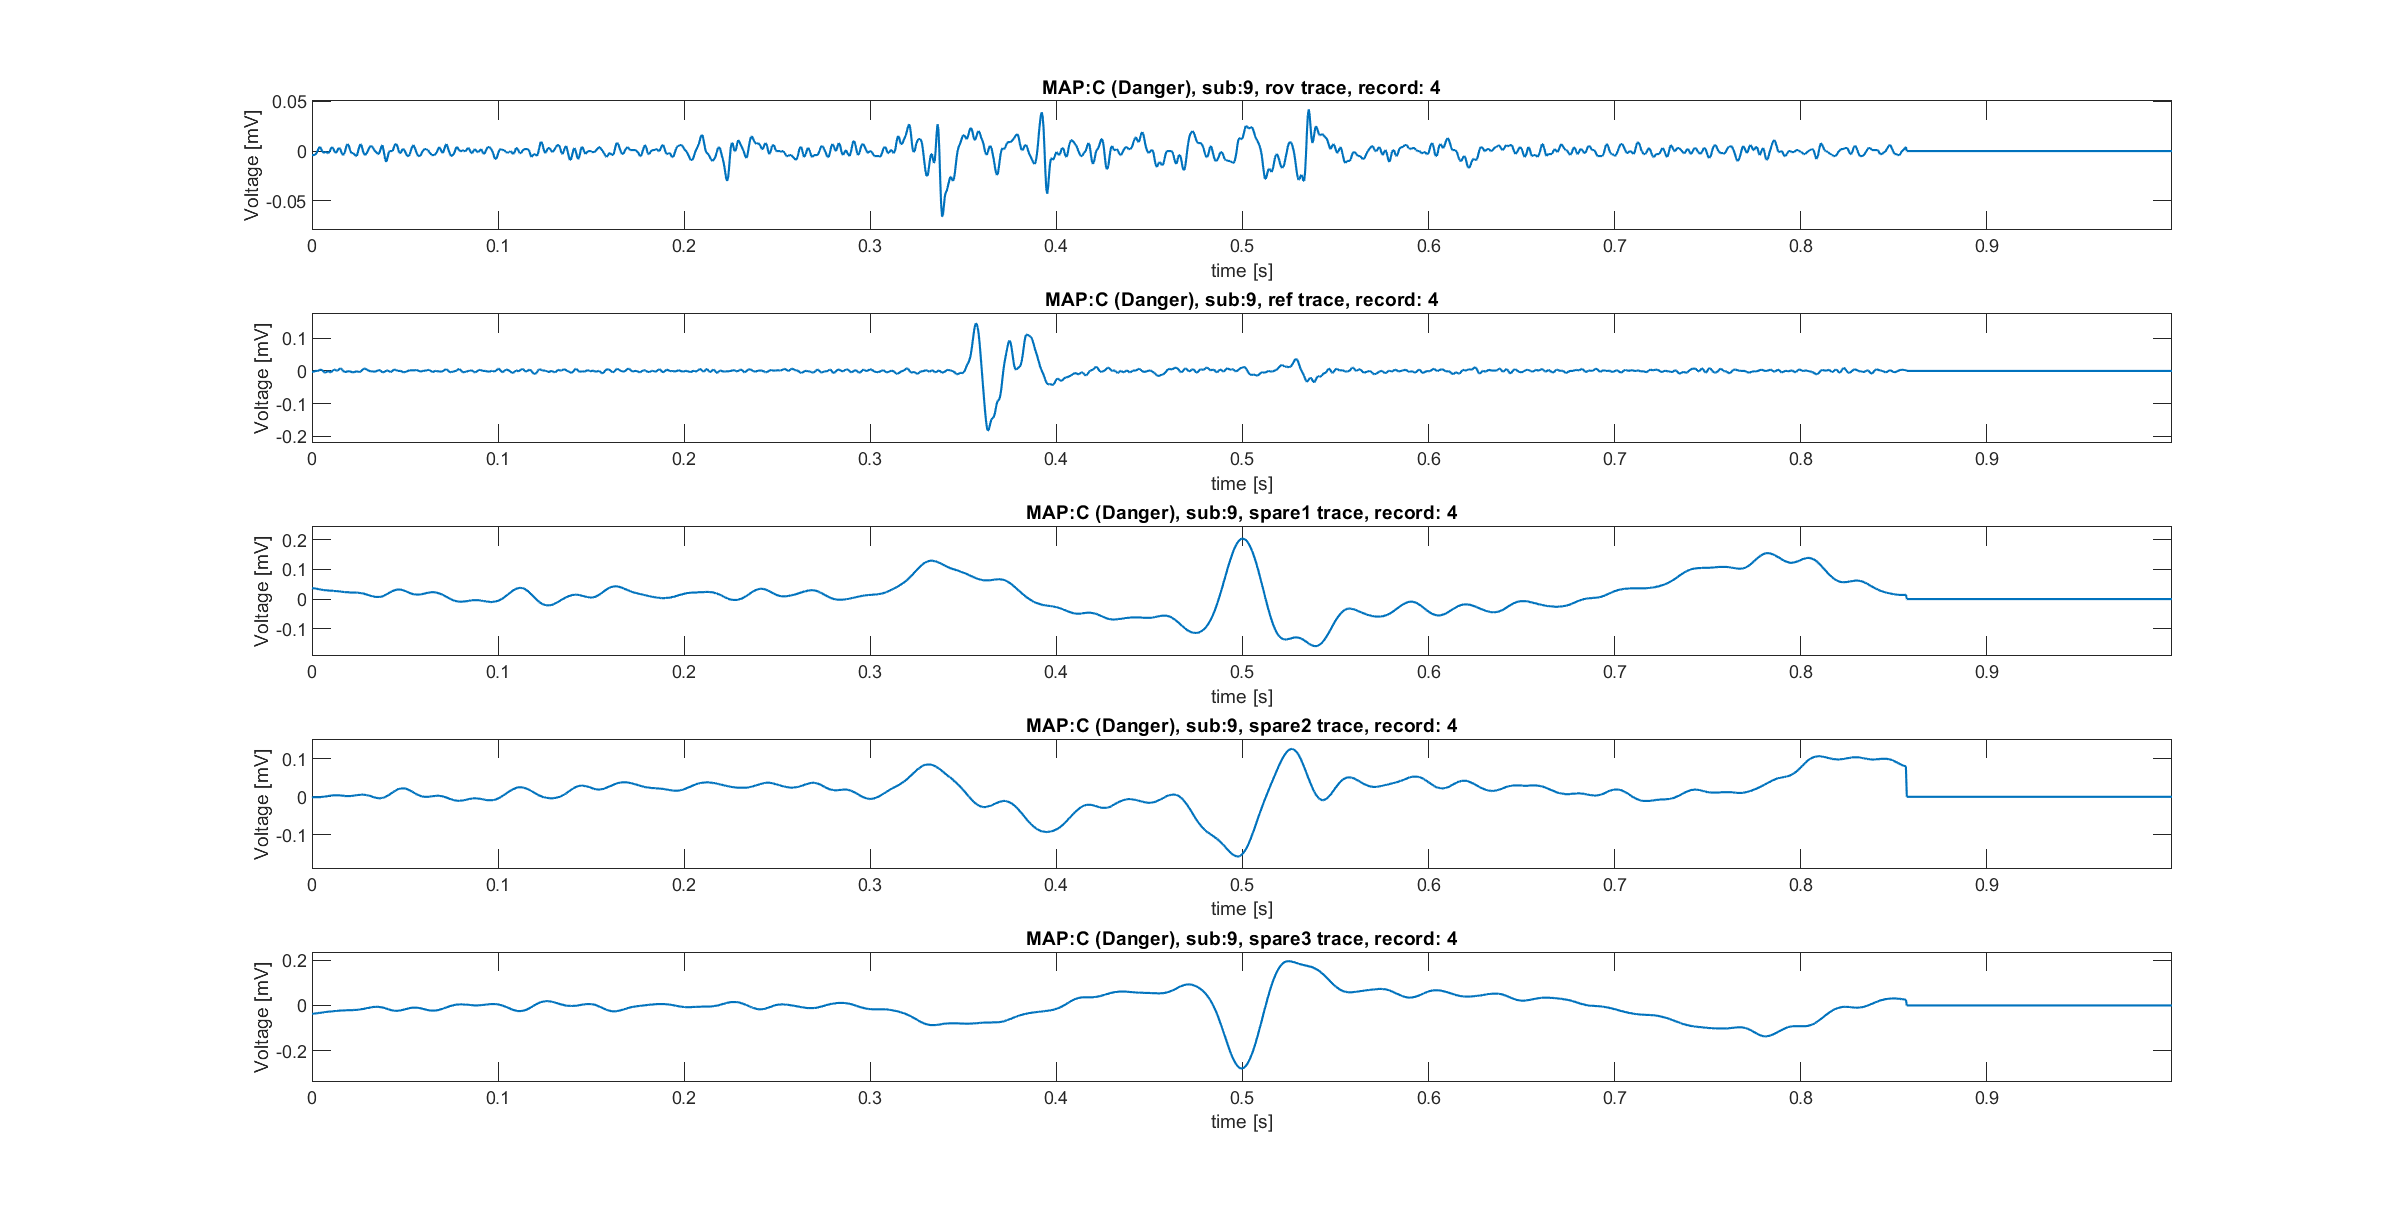 MAP:C (Danger), sub:9, rov trace, record: 4
Voltage [mV]
0.05
0
-0.05
0 0.1 0.2 0.3 0.4 0.5 0.6 0.7 0.8 0.9
time [s]
MAP:C (Danger), sub:9, ref trace, record: 4
Voltage [mV]
0.1
0
-0.1
-0.2
0 0.1 0.2 0.3 0.4 0.5 0.6 0.7 0.8 0.9
time [s]
MAP:C (Danger), sub:9, spare1 trace, record: 4
Voltage [mV]
0.2
0.1
0
-0.1
0 0.1 0.2 0.3 0.4 0.5 0.6 0.7 0.8 0.9
time [s]
MAP:C (Danger), sub:9, spare2 trace, record: 4
Voltage [mV]
0.1
0
-0.1
0 0.1 0.2 0.3 0.4 0.5 0.6 0.7 0.8 0.9
time [s]
MAP:C (Danger), sub:9, spare3 trace, record: 4
Voltage [mV]
0.2
0
-0.2
0 0.1 0.2 0.3 0.4 0.5 0.6 0.7 0.8 0.9
time [s]